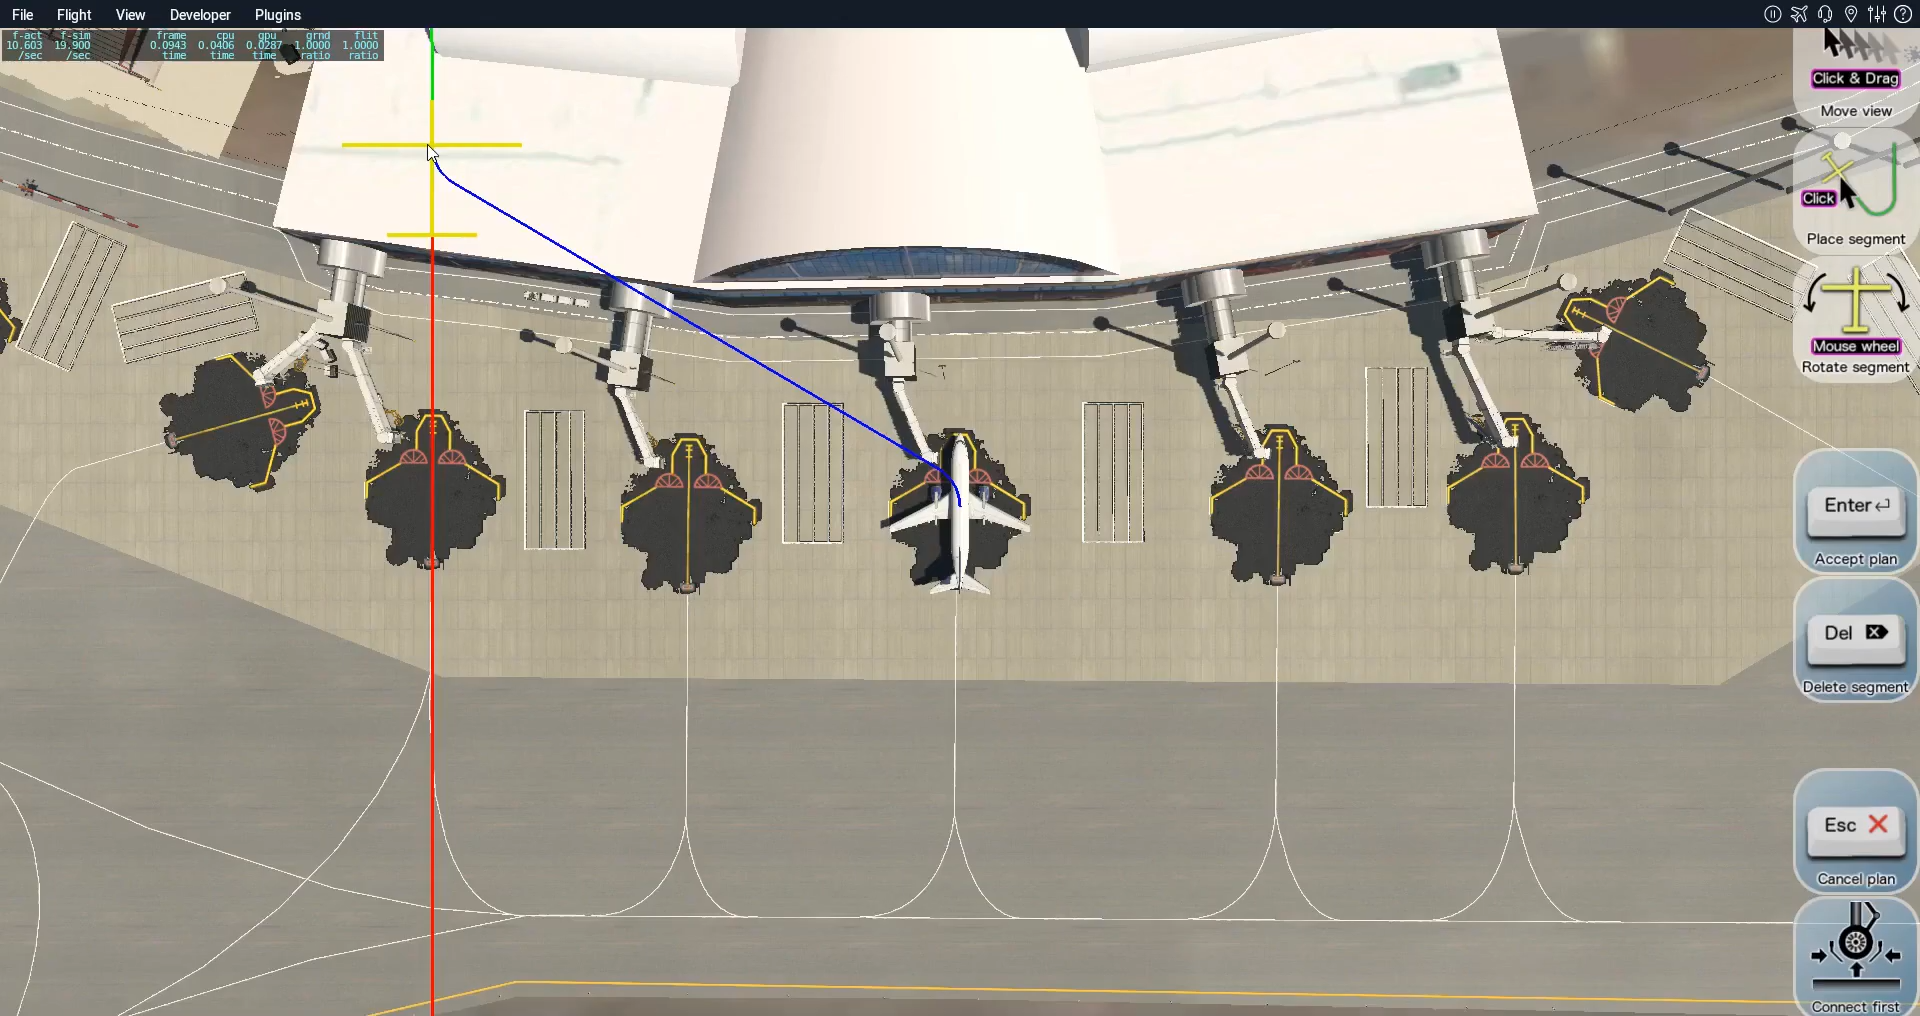 File Flight View Developer Plugins
f-act f-sim frame cpu gpu grnd flit
10.603 19.900 0.0943 0.0406 0.0287 1.0000 1.0000
/sec /sec time time time ratio ratio
Click & Drag
Move view
Click
Place segment
Mouse wheel
Rotate segment
Enter
Accept plan
Del
Delete segment
Esc
Cancel plan
Connect first